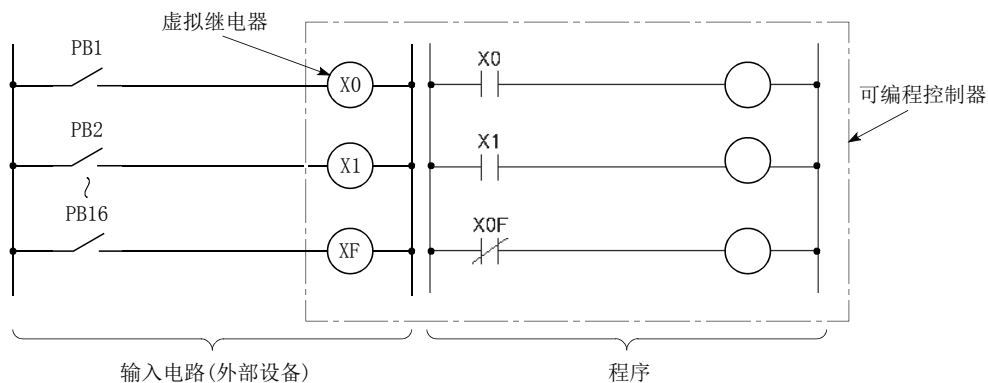 虚拟继电器
PB1
X0
X0
可编程控制器
PB2
X1
X1
PB16
XF
X0F
输入电路(外部设备)
程序